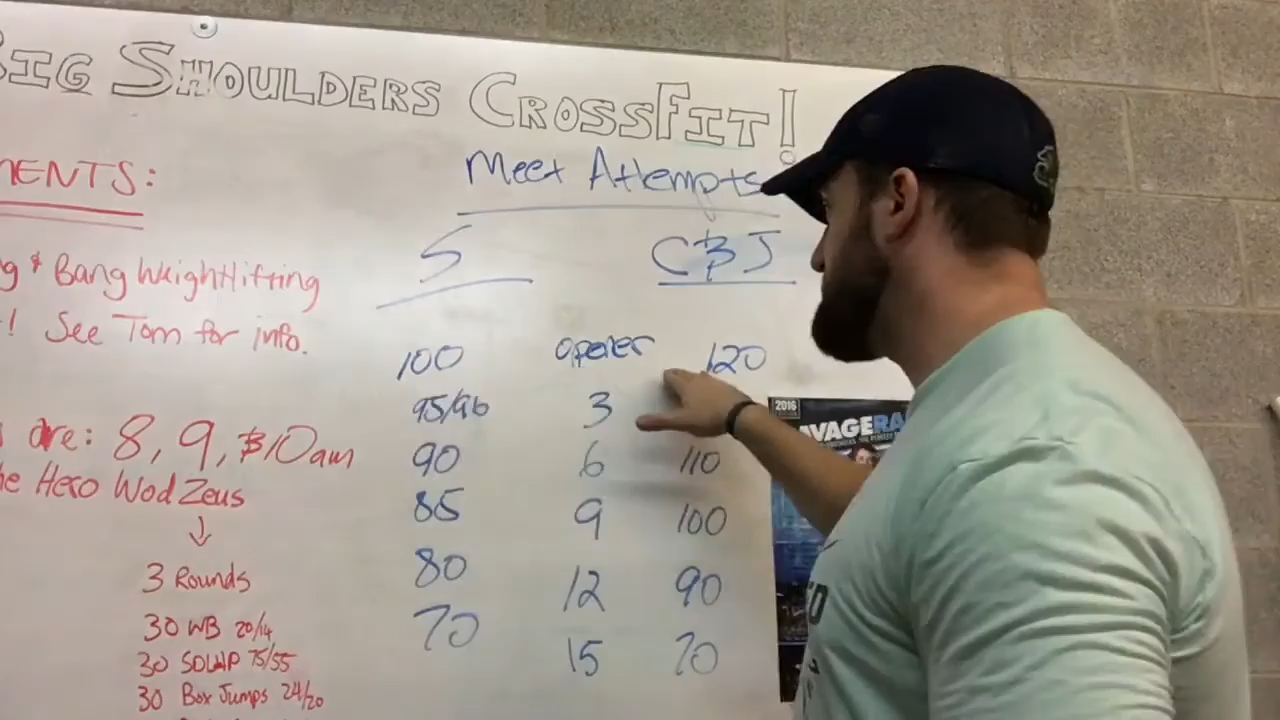 BIG SHOULDERS CROSSFIT!
MENTS:
g & Bang Weightlifting
! See Tom for info.
s are: 8, 9, & 10am
he Hero Wod Zeus
3 Rounds
30 WB 20/14
30 SDLHP 75/55
30 Box Jumps 24/20
Meet Attempts
S C&J
100 opener 120
95/96 3
90 6 110
85 9 100
80 12 90
70 15 70
2016
AVAGERA